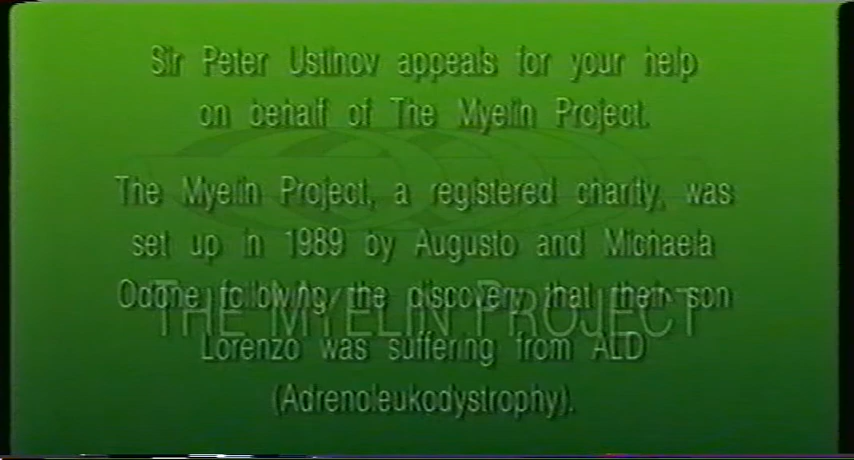 Sir Peter Ustinov appeals for your help
on behalf of The Myelin Project.
The Myelin Project, a registered charity, was
set up in 1989 by Augusto and Michaela
Odone following the discovery that their son
THE MYELIN PROJECT
Lorenzo was suffering from ALD
(Adrenoleukodystrophy).